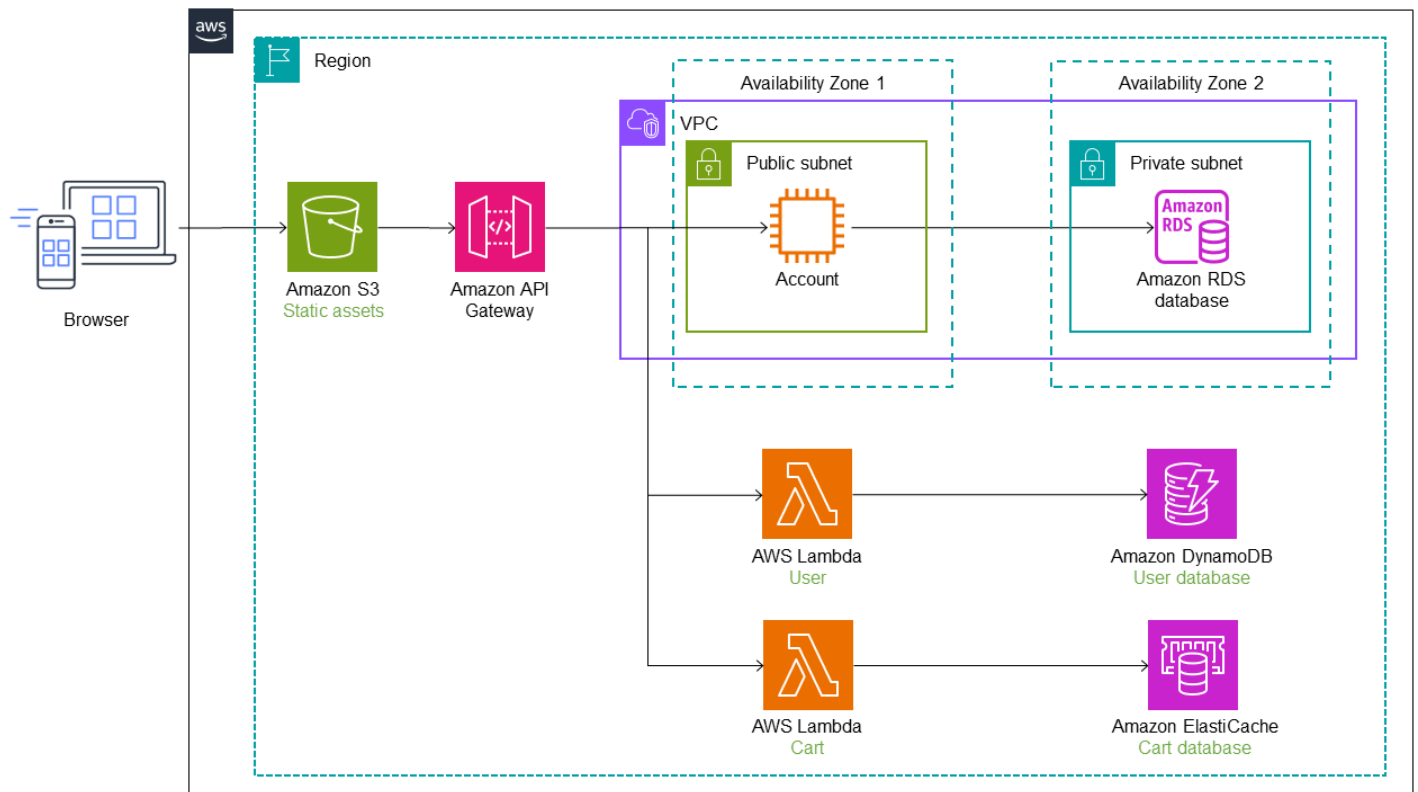 aws
Region
Availability Zone 1
Availability Zone 2
VPC
Public subnet
Private subnet
Amazon
RDS
</>
Account
Amazon RDS
database
Amazon S3
Static assets
Amazon API
Gateway
Browser
AWS Lambda
User
Amazon DynamoDB
User database
AWS Lambda
Cart
Amazon ElastiCache
Cart database